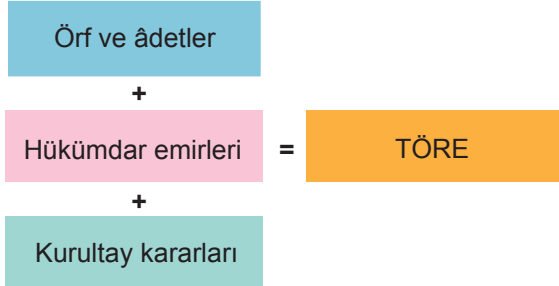 Örf ve âdetler
+
Hükümdar emirleri = TÖRE
+
Kurultay kararları